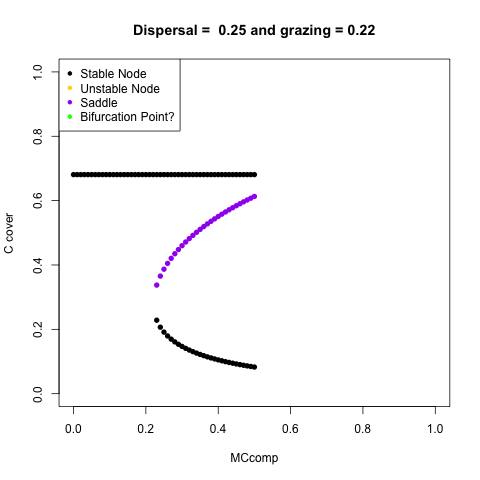 Dispersal =  0.25 and grazing = 0.22
Stable Node
Unstable Node
Saddle
Bifurcation Point?
C cover
1.0
0.8
0.6
0.4
0.2
0.0
0.0 0.2 0.4 0.6 0.8 1.0
MCcomp